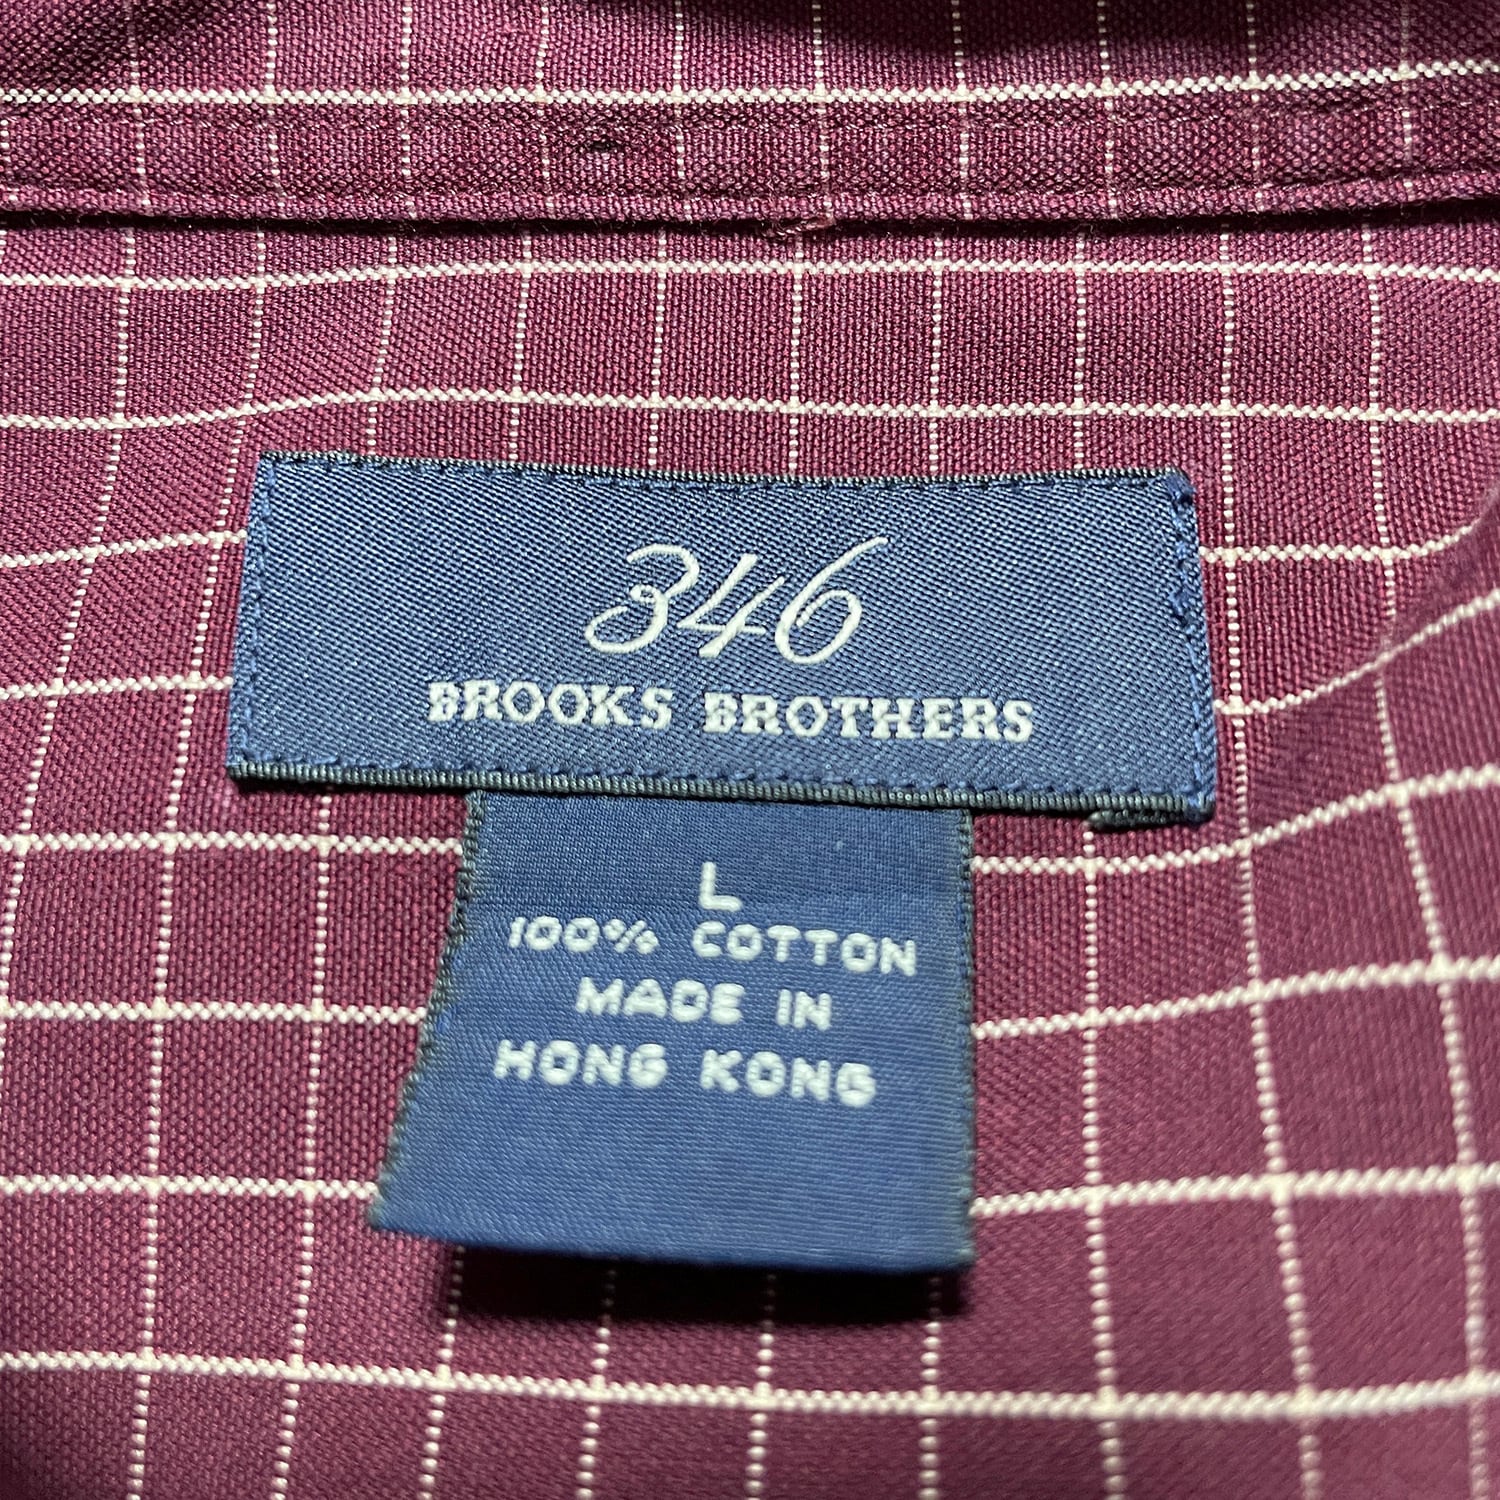 346
BROOKS BROTHERS
L
100% COTTON
MADE IN
HONG KONG